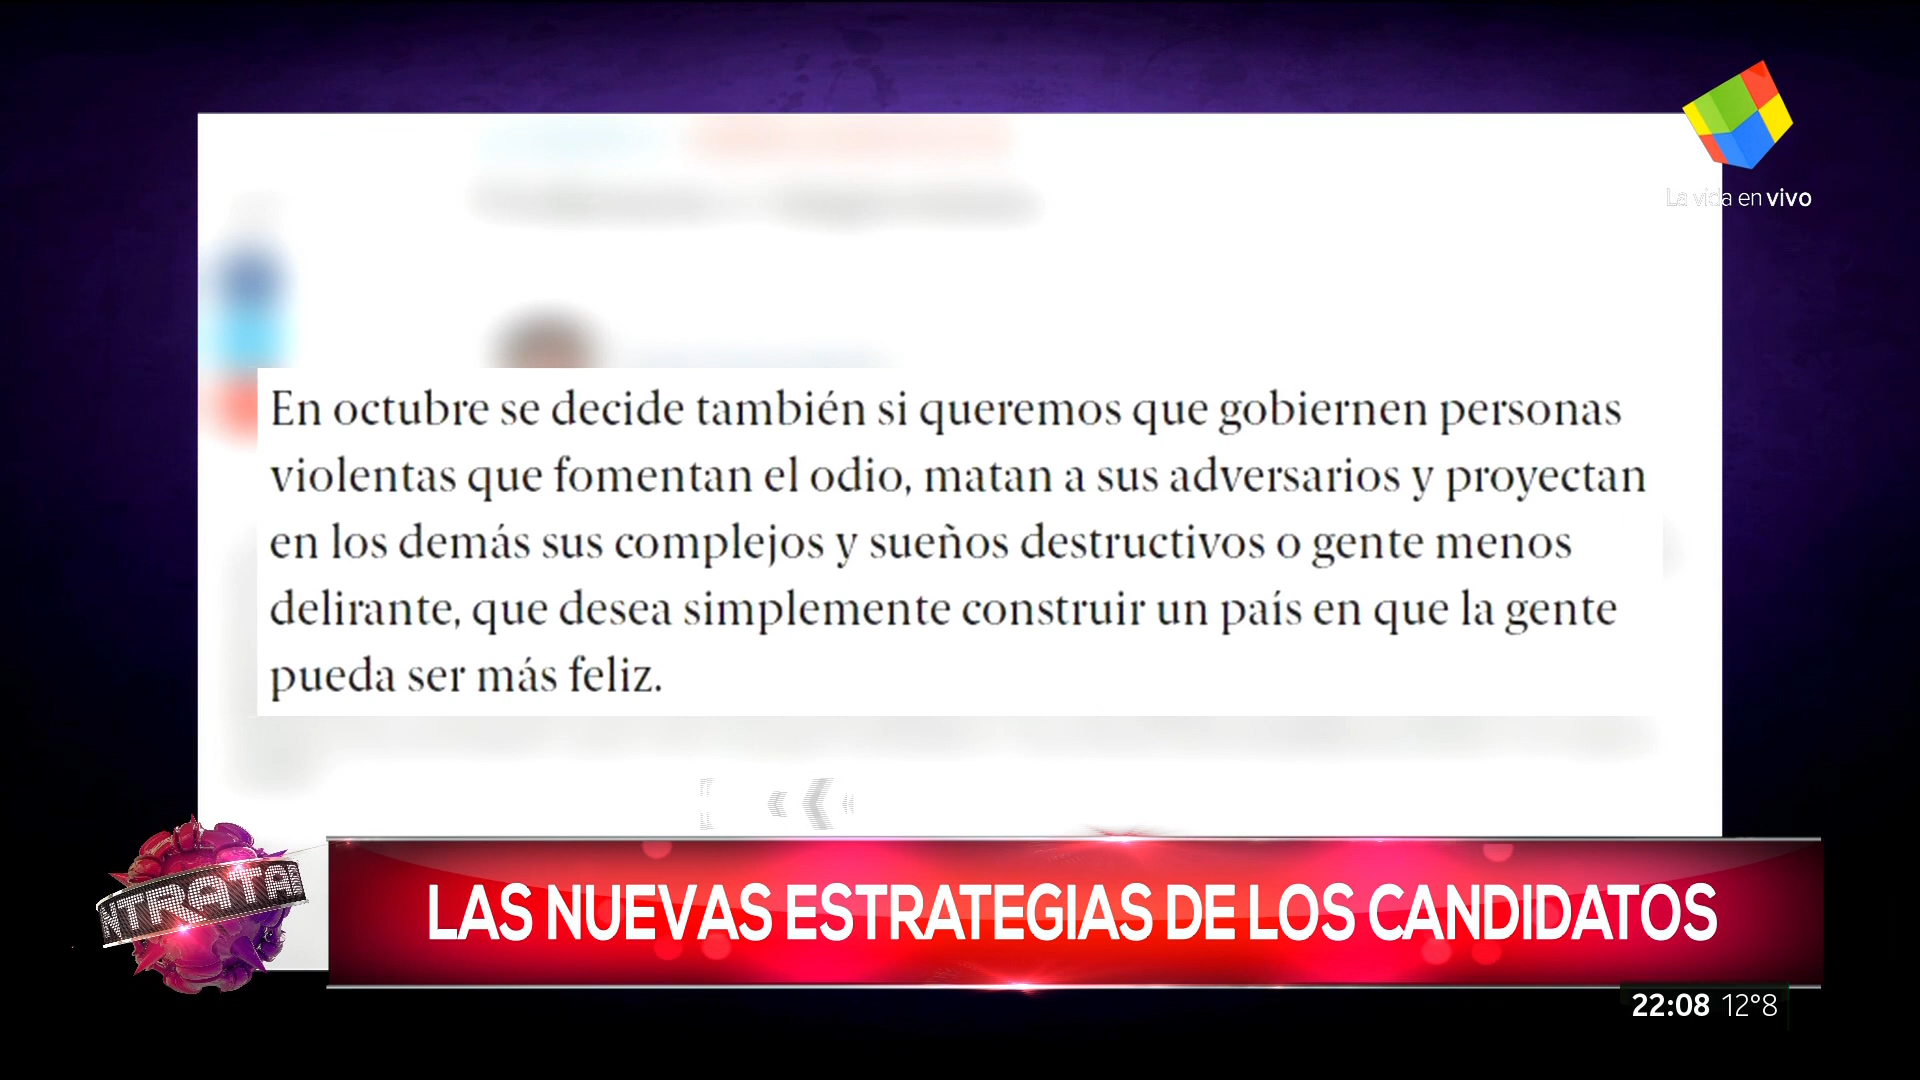 La vida en vivo
En octubre se decide también si queremos que gobiernen personas
violentas que fomentan el odio, matan a sus adversarios y proyectan
en los demás sus complejos y sueños destructivos o gente menos
delirante, que desea simplemente construir un país en que la gente
pueda ser más feliz.
NTRATA
LAS NUEVAS ESTRATEGIAS DE LOS CANDIDATOS
22:08 12°8